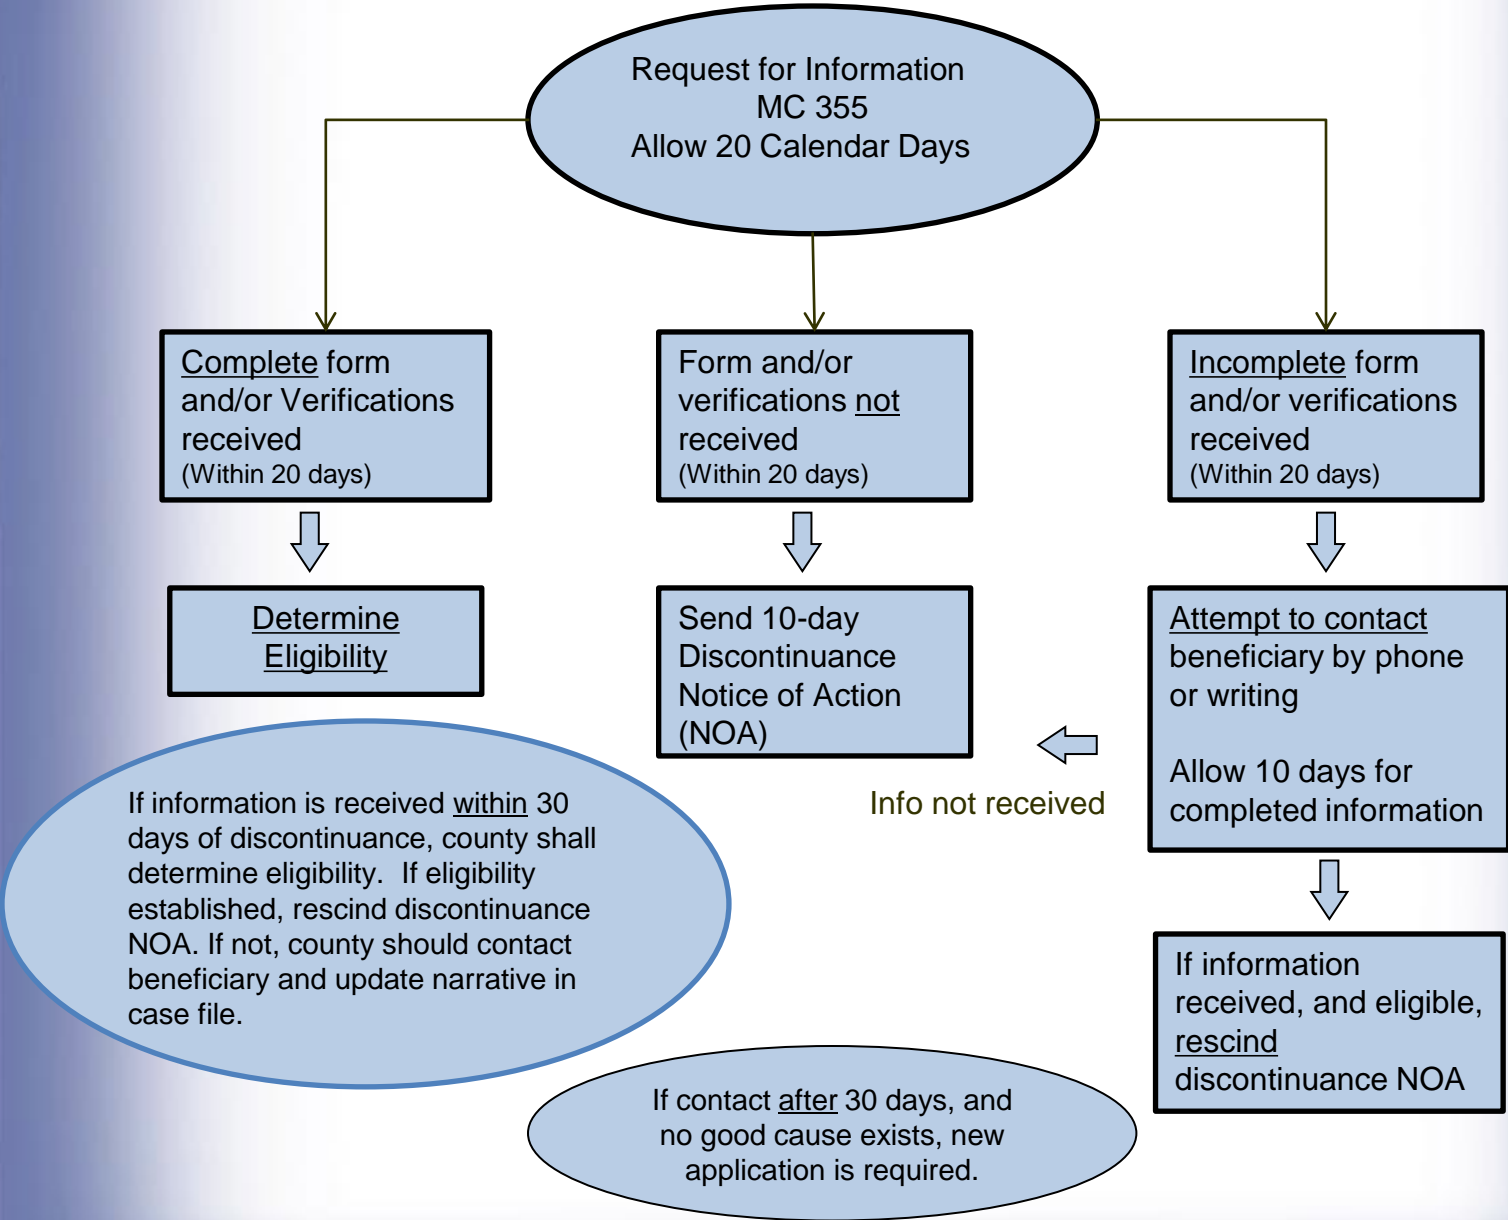 Request for Information
MC 355
Allow 20 Calendar Days
Complete form
and/or Verifications
received
(Within 20 days)
Form and/or
verifications not
received
(Within 20 days)
Incomplete form
and/or verifications
received
(Within 20 days)
Determine
Eligibility
Send 10-day
Discontinuance
Notice of Action
(NOA)
Attempt to contact
beneficiary by phone
or writing
Allow 10 days for
completed information
Info not received
If information is received within 30
days of discontinuance, county shall
determine eligibility.  If eligibility
established, rescind discontinuance
NOA. If not, county should contact
beneficiary and update narrative in
case file.
If information
received, and eligible,
rescind
discontinuance NOA
If contact after 30 days, and
no good cause exists, new
application is required.